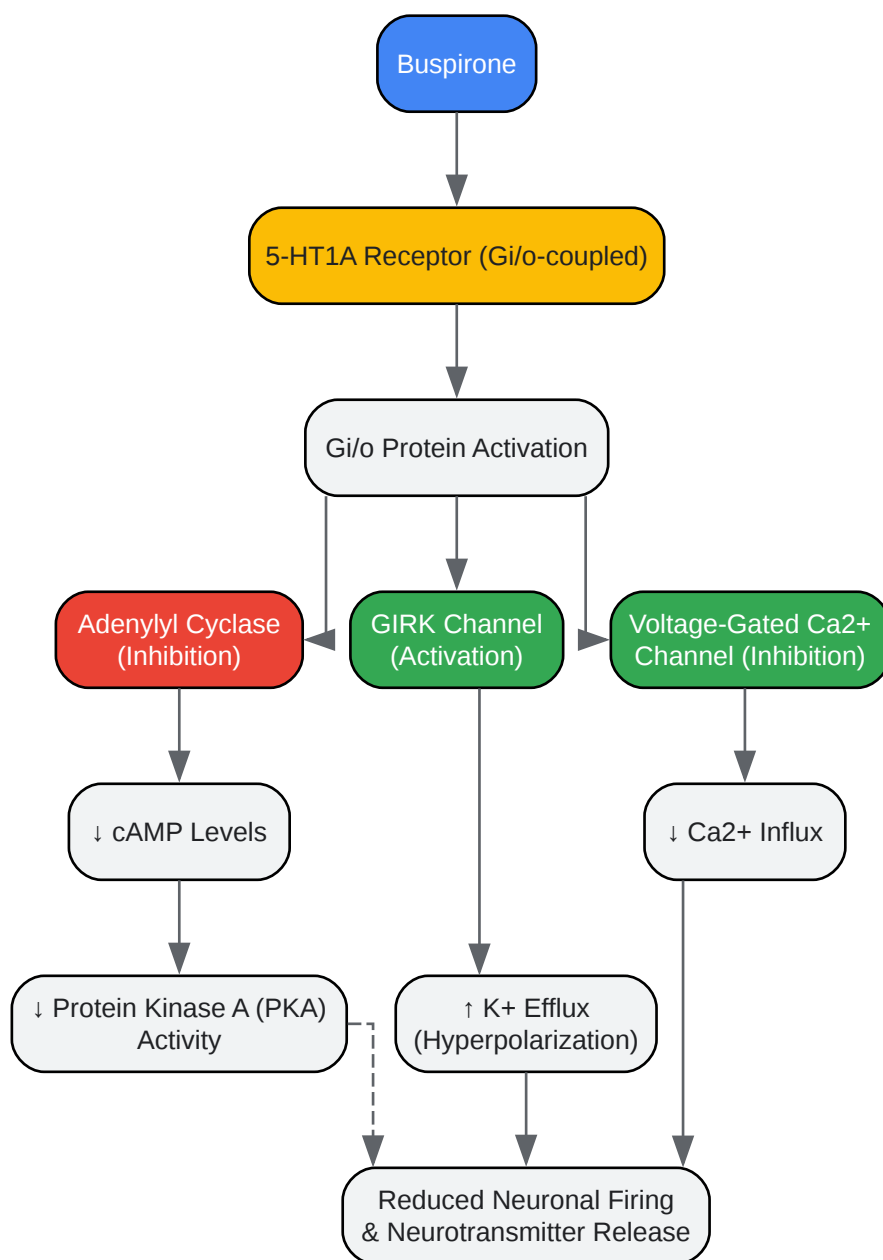 Buspirone
5-HT1A Receptor (Gi/o-coupled)
Gi/o Protein Activation
Adenylyl Cyclase
(Inhibition)
GIRK Channel
(Activation)
Voltage-Gated Ca2+
Channel (Inhibition)
↓ cAMP Levels
↓ Ca2+ Influx
↓ Protein Kinase A (PKA)
Activity
↑ K+ Efflux
(Hyperpolarization)
Reduced Neuronal Firing
& Neurotransmitter Release